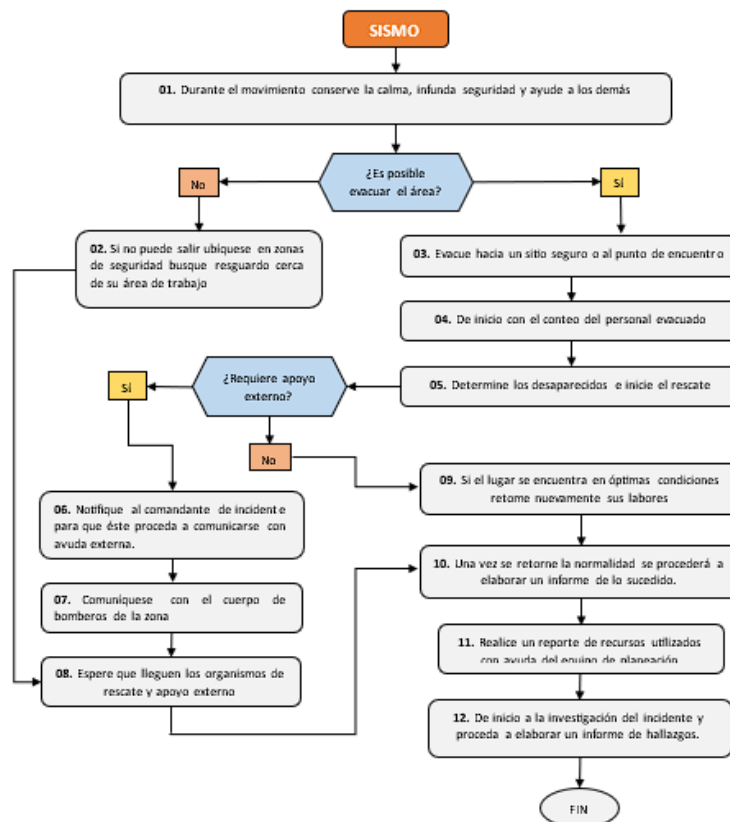 SISMO
01. Durante el movimiento conserve la calma, infunda seguridad y ayude a los demás
¿Es posible
evacuar el área?
No
Sí
02. Si no puede salir ubíquese en zonas
de seguridad busque resguardo cerca
de su área de trabajo
03. Evacue hacia un sitio seguro o al punto de encuentro
04. De inicio con el conteo del personal evacuado
05. Determine los desaparecidos e inicie el rescate
¿Requiere apoyo
externo?
Sí
No
06. Notifique al comandante de incidente
para que éste proceda a comunicarse con
ayuda externa.
07. Comuníquese con el cuerpo de
bomberos de la zona
08. Espere que lleguen los organismos de
rescate y apoyo externo
09. Si el lugar se encuentra en óptimas condiciones
retome nuevamente sus labores
10. Una vez se retorne la normalidad se procederá a
elaborar un informe de lo sucedido.
11. Realice un reporte de recursos utilizados
con ayuda del equipo de planeación
12. De inicio a la investigación del incidente y
proceda a elaborar un informe de hallazgos.
FIN